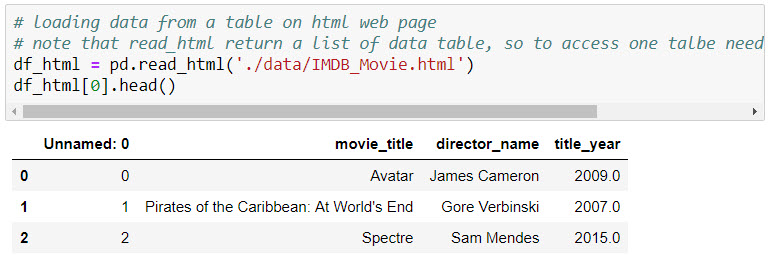 # loading data from a table on html web page
# note that read_html return a list of data table, so to access one talbe need
df_html = pd.read_html('./data/IMDB_Movie.html')
df_html[0].head()
Unnamed: 0 movie_title director_name title_year
0 0 Avatar James Cameron 2009.0
1 1 Pirates of the Caribbean: At World's End Gore Verbinski 2007.0
2 2 Spectre Sam Mendes 2015.0